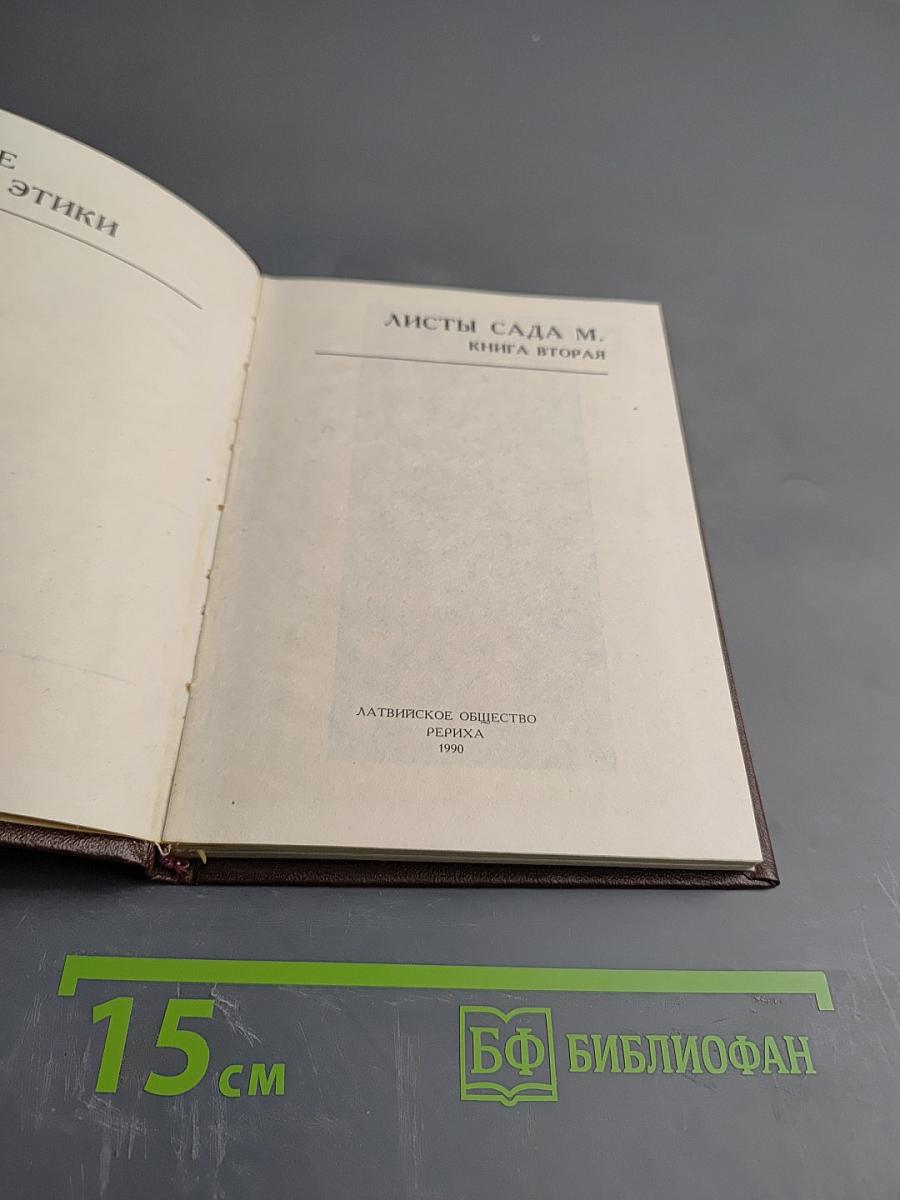 Е
ЭТИКИ
ЛИСТЫ САДА М.
КНИГА ВТОРАЯ
ЛАТВИЙСКОЕ ОБЩЕСТВО
РЕРИХА
1990
15 см
БФ БИБЛИОФАН